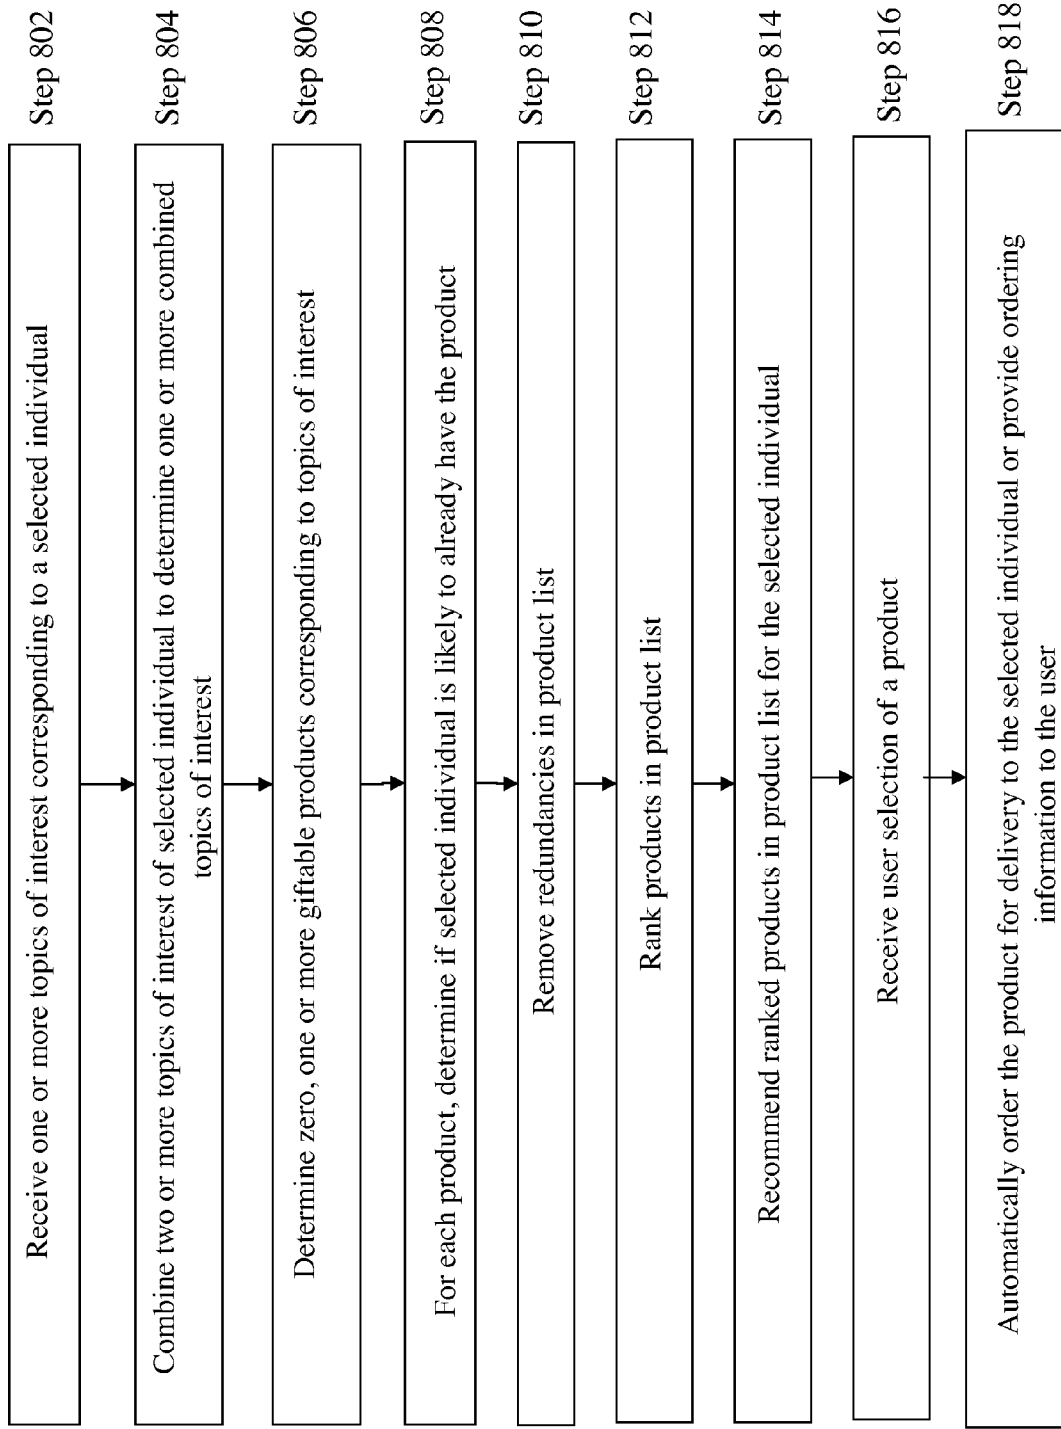 Receive one or more topics of interest corresponding to a selected individual
Step 802
Combine two or more topics of interest of selected individual to determine one or more combined
topics of interest
Step 804
Determine zero, one or more giftable products corresponding to topics of interest
Step 806
For each product, determine if selected individual is likely to already have the product
Step 808
Remove redundancies in product list
Step 810
Rank products in product list
Step 812
Recommend ranked products in product list for the selected individual
Step 814
Receive user selection of a product
Step 816
Automatically order the product for delivery to the selected individual or provide ordering
information to the user
Step 818